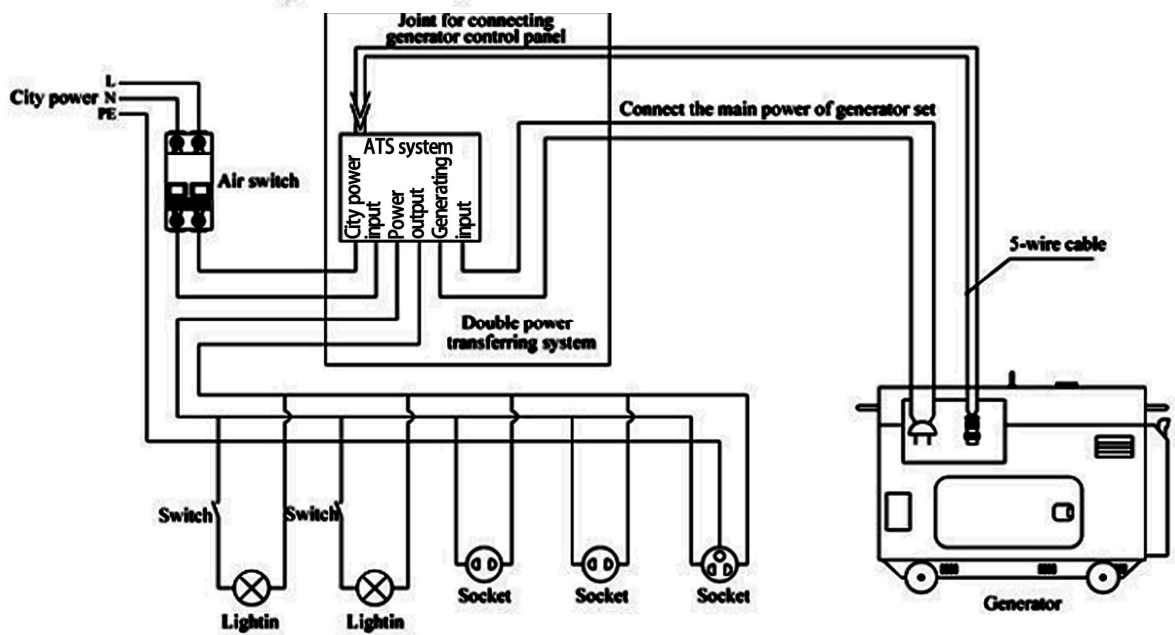 Joint for connecting
generator control panel
L
City power N
PE
Connect the main power of generator set
ATS system
City power
input
Power
output
Generating
input
Air switch
5-wire cable
Double power
transferring system
Switch
Switch
Lightin
Lightin
Socket
Socket
Socket
Generator